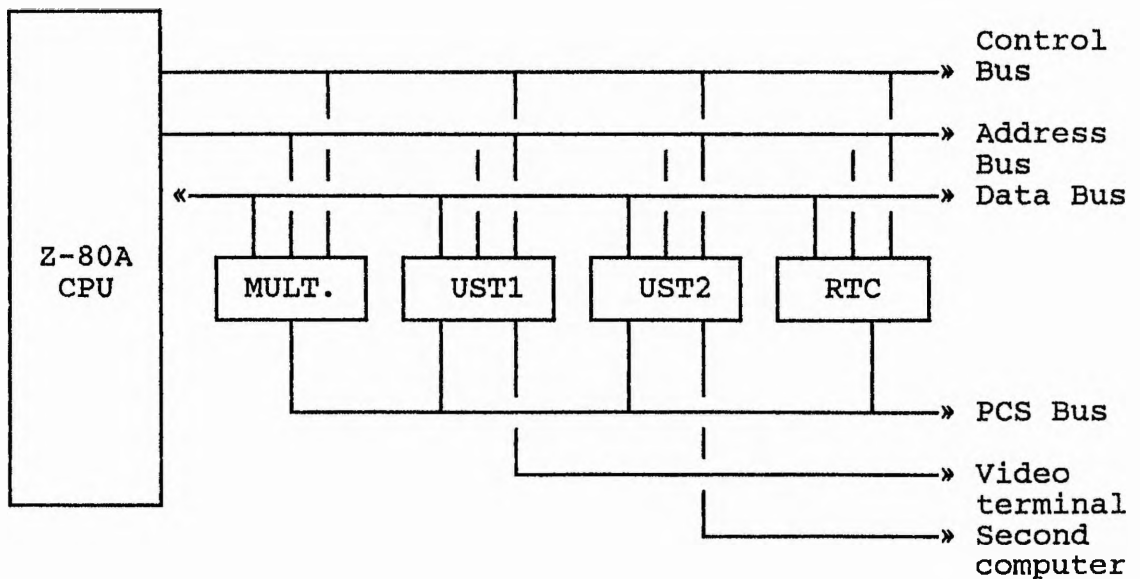 Control
Bus
Address
Bus
Data Bus
Z-80A
CPU
MULT.
UST1
UST2
RTC
PCS Bus
Video
terminal
Second
computer